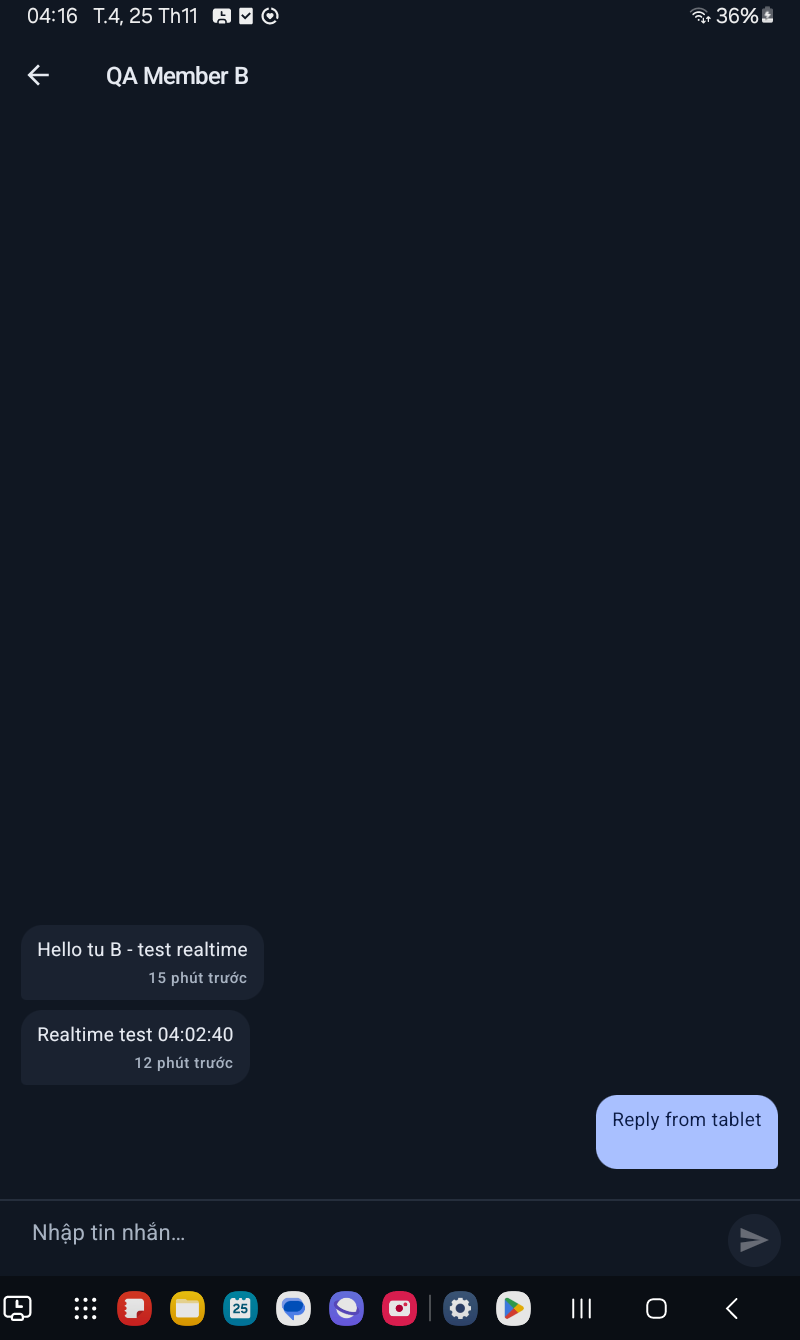 04:16 T.4, 25 Th11 36%
QA Member B
Hello tu B - test realtime
15 phút trước
Realtime test 04:02:40
12 phút trước
Reply from tablet
Nhập tin nhắn…
25